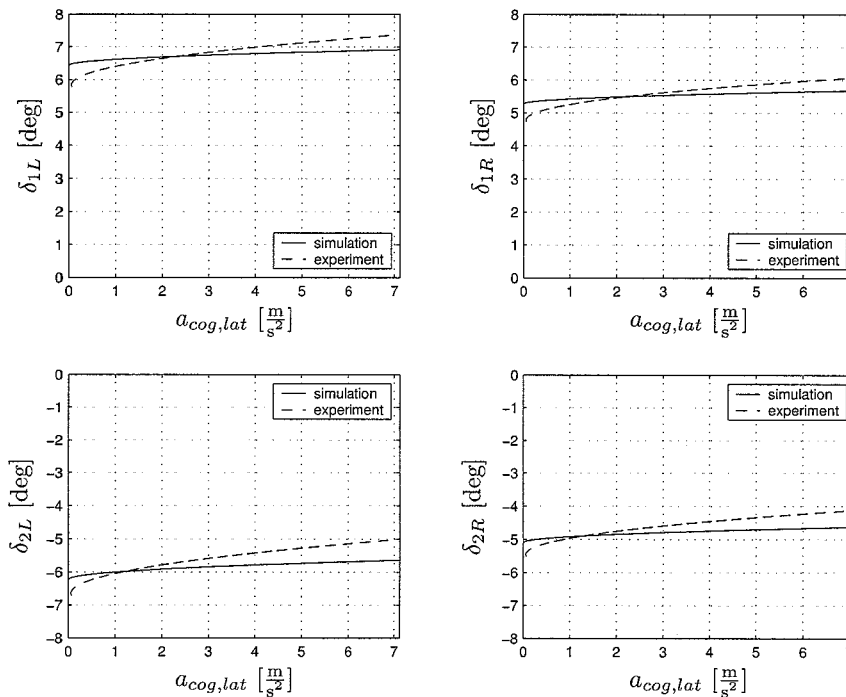 8
7
6
5
4
3
2
1
0
δ1L [deg]
simulation
experiment
0 1 2 3 4 5 6 7
a_cog,lat [m/s²]
8
7
6
5
4
3
2
1
0
δ1R [deg]
simulation
experiment
0 1 2 3 4 5 6
a_cog,lat [m/s²]
0
−1
−2
−3
−4
−5
−6
−7
−8
δ2L [deg]
simulation
experiment
0 1 2 3 4 5 6 7
a_cog,lat [m/s²]
0
−1
−2
−3
−4
−5
−6
−7
−8
δ2R [deg]
simulation
experiment
0 1 2 3 4 5 6
a_cog,lat [m/s²]